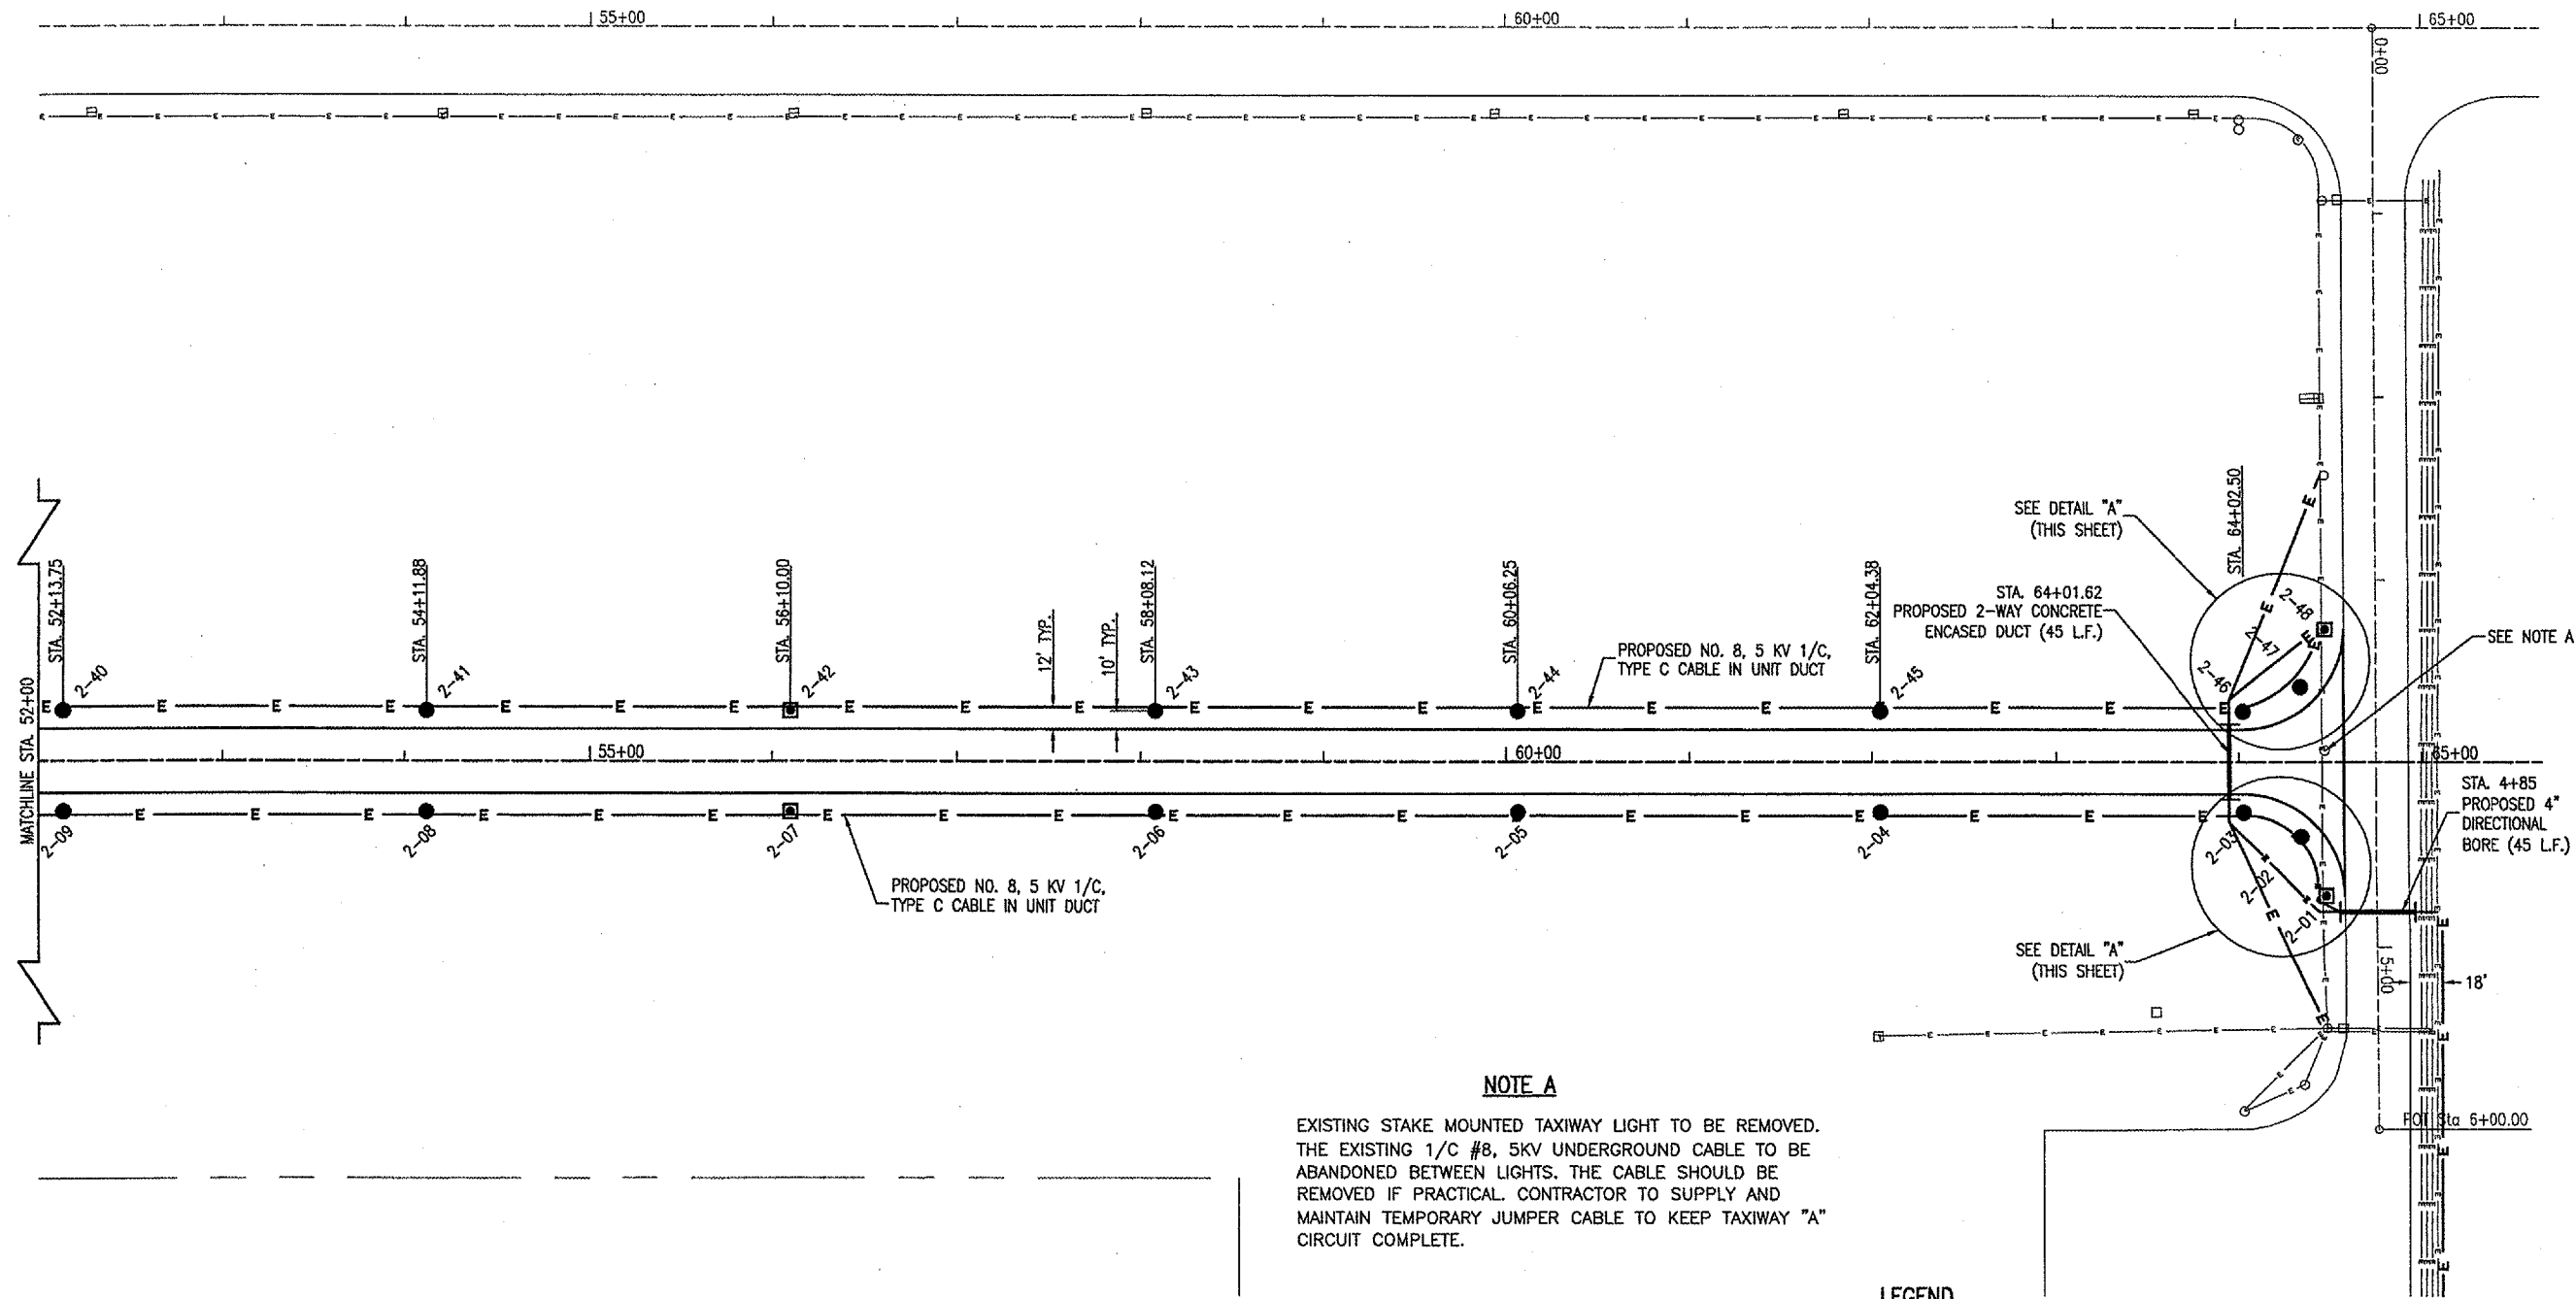 55+00
60+00
65+00
0+00
SEE DETAIL "A"
(THIS SHEET)
STA. 64+02.50
STA. 64+01.62
PROPOSED 2-WAY CONCRETE
ENCASED DUCT (45 L.F.)
2-48
2-47
2-46
SEE NOTE A
MATCHLINE STA. 52+00
STA. 52+13.75
2-40
STA. 54+11.88
2-41
STA. 56+10.00
2-42
12' TYP.
10' TYP.
STA. 58+08.12
2-43
STA. 60+06.25
2-44
PROPOSED NO. 8, 5 KV 1/C,
TYPE C CABLE IN UNIT DUCT
STA. 62+04.38
2-45
E E E E E E E E E E E E E E E E E E E E
55+00
60+00
65+00
STA. 4+85
PROPOSED 4"
DIRECTIONAL
BORE (45 L.F.)
E E E E E E E E E E E E E E E E E E E
2-09
2-08
2-07
2-06
2-05
2-04
2-03
2-02
2-01
PROPOSED NO. 8, 5 KV 1/C,
TYPE C CABLE IN UNIT DUCT
SEE DETAIL "A"
(THIS SHEET)
5+00
18'
POT Sta 6+00.00
NOTE A
EXISTING STAKE MOUNTED TAXIWAY LIGHT TO BE REMOVED.
THE EXISTING 1/C #8, 5KV UNDERGROUND CABLE TO BE
ABANDONED BETWEEN LIGHTS. THE CABLE SHOULD BE
REMOVED IF PRACTICAL. CONTRACTOR TO SUPPLY AND
MAINTAIN TEMPORARY JUMPER CABLE TO KEEP TAXIWAY "A"
CIRCUIT COMPLETE.
LEGEND